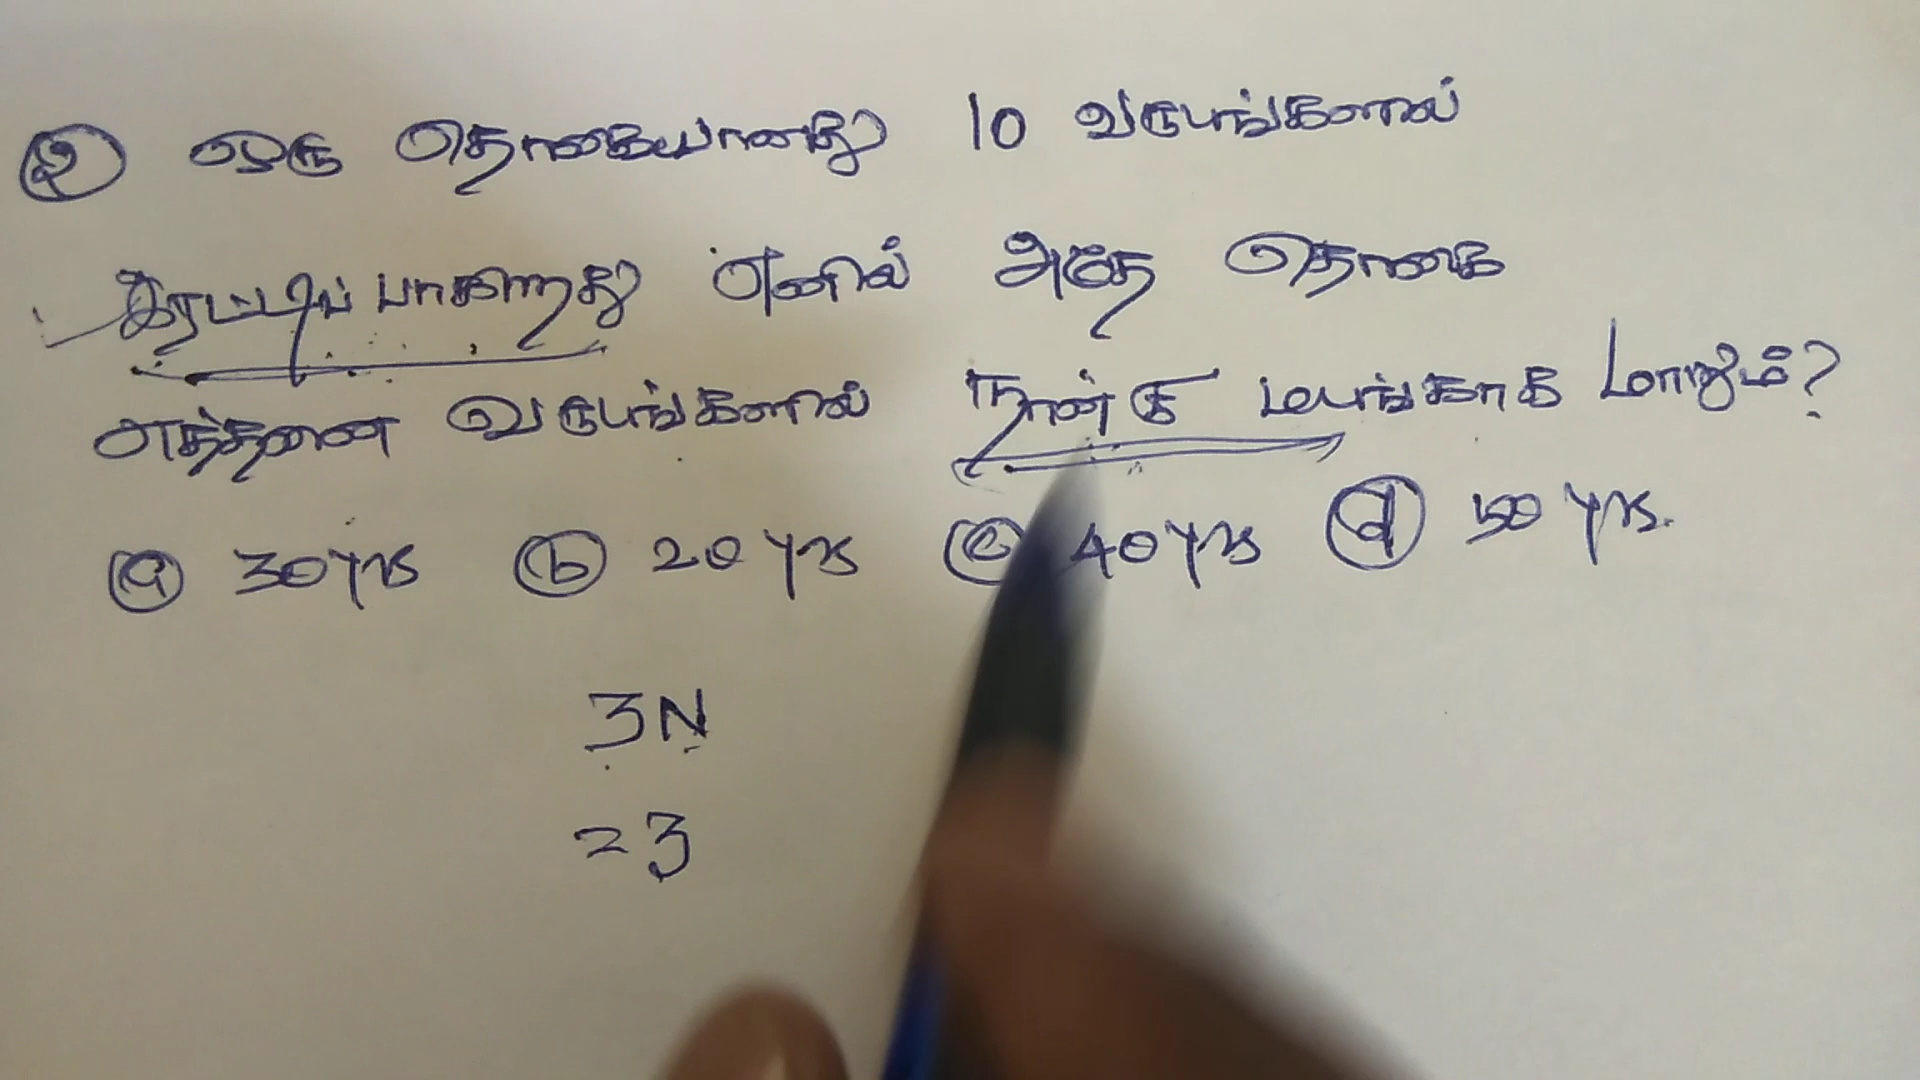 ② ஒரு தொகையானது 10 வருடங்களில்
இரட்டிப்பாகிறது எனில் அதே தொகை
எத்தனை வருடங்களில் நான்கு மடங்காக மாறும்?
ⓐ 30 yrs ⓑ 20 yrs ⓒ 40 yrs ⓓ 50 yrs.
3N
= 3